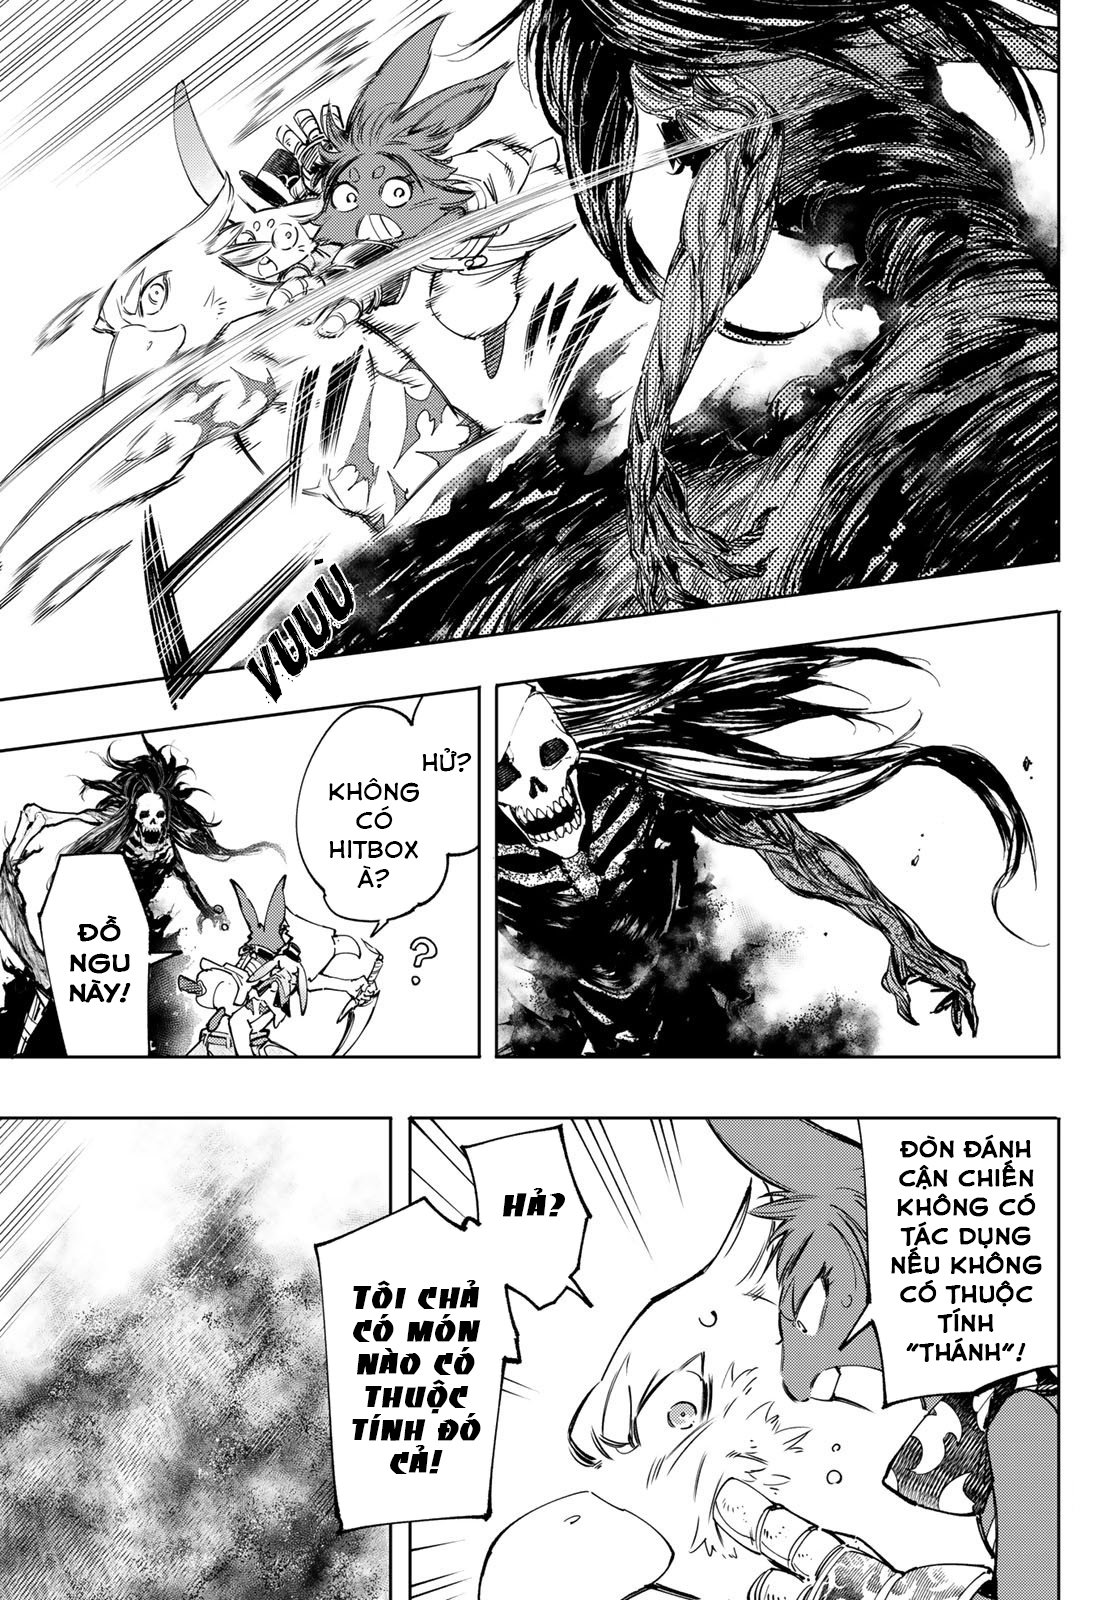 VUUÙ
HỬ?
KHÔNG
CÓ
HITBOX
À?
?
ĐỒ
NGU
NÀY!
ĐÒN ĐÁNH
CẬN CHIẾN
KHÔNG CÓ
TÁC DỤNG
NẾU KHÔNG
CÓ THUỘC
TÍNH
"THÁNH"!
HẢ?
TÔI CHẢ
CÓ MÓN
NÀO CÓ
THUỘC
TÍNH ĐÓ
CẢ!